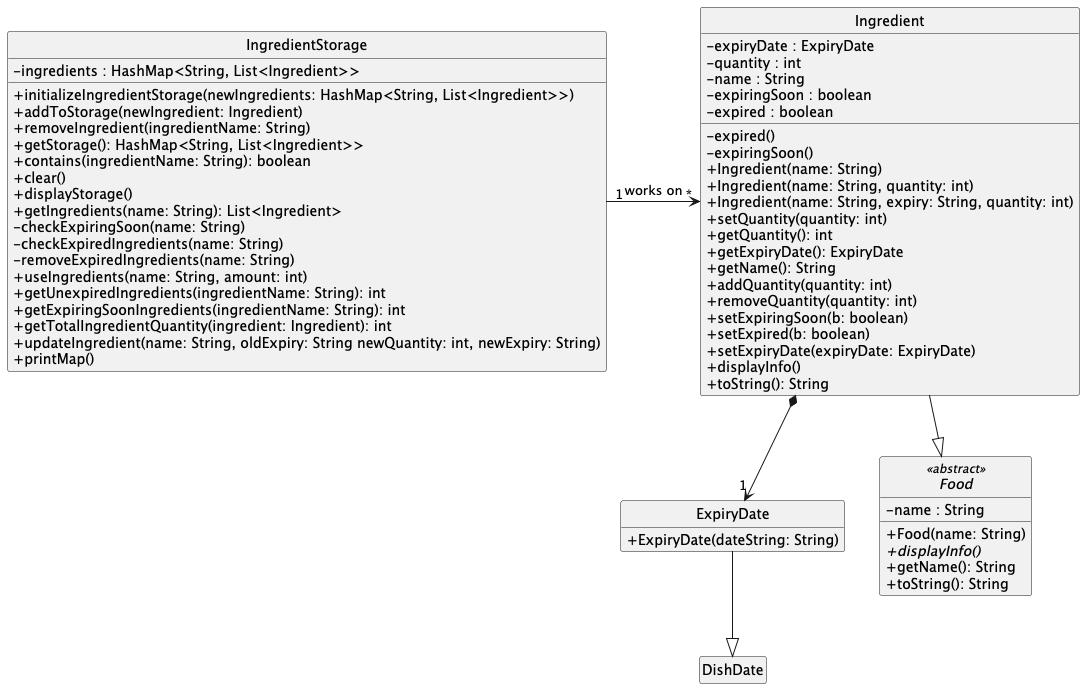 IngredientStorage
-ingredients : HashMap<String, List<Ingredient>>
+initializeIngredientStorage(newIngredients: HashMap<String, List<Ingredient>>)
+addToStorage(newIngredient: Ingredient)
+removeIngredient(ingredientName: String)
+getStorage(): HashMap<String, List<Ingredient>>
+contains(ingredientName: String): boolean
+clear()
+displayStorage()
+getIngredients(name: String): List<Ingredient>
-checkExpiringSoon(name: String)
-checkExpiredIngredients(name: String)
-removeExpiredIngredients(name: String)
+useIngredients(name: String, amount: int)
+getUnexpiredIngredients(ingredientName: String): int
+getExpiringSoonIngredients(ingredientName: String): int
+getTotalIngredientQuantity(ingredient: Ingredient): int
+updateIngredient(name: String, oldExpiry: String newQuantity: int, newExpiry: String)
+printMap()
1 works on *
Ingredient
-expiryDate : ExpiryDate
-quantity : int
-name : String
-expiringSoon : boolean
-expired : boolean
-expired()
-expiringSoon()
+Ingredient(name: String)
+Ingredient(name: String, quantity: int)
+Ingredient(name: String, expiry: String, quantity: int)
+setQuantity(quantity: int)
+getQuantity(): int
+getExpiryDate(): ExpiryDate
+getName(): String
+addQuantity(quantity: int)
+removeQuantity(quantity: int)
+setExpiringSoon(b: boolean)
+setExpired(b: boolean)
+setExpiryDate(expiryDate: ExpiryDate)
+displayInfo()
+toString(): String
1
ExpiryDate
+ExpiryDate(dateString: String)
«abstract»
Food
-name : String
+Food(name: String)
+displayInfo()
+getName(): String
+toString(): String
DishDate